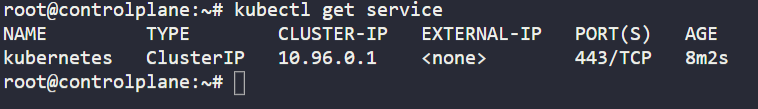 root@controlplane:~# kubectl get service
NAME TYPE CLUSTER-IP EXTERNAL-IP PORT(S) AGE
kubernetes ClusterIP 10.96.0.1 <none> 443/TCP 8m2s
root@controlplane:~#